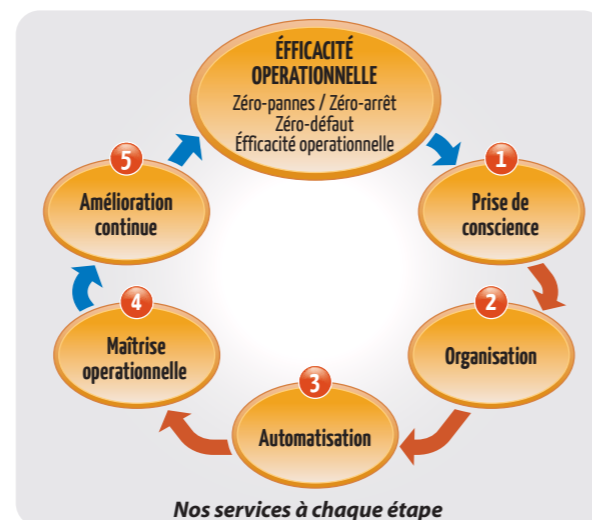 ÉFFICACITÉ
OPERATIONNELLE
Zéro-pannes / Zéro-arrêt
Zéro-défaut
Éfficacité operationnelle
1
Prise de
conscience
2
Organisation
3
Automatisation
4
Maîtrise
operationnelle
5
Amélioration
continue
Nos services à chaque étape